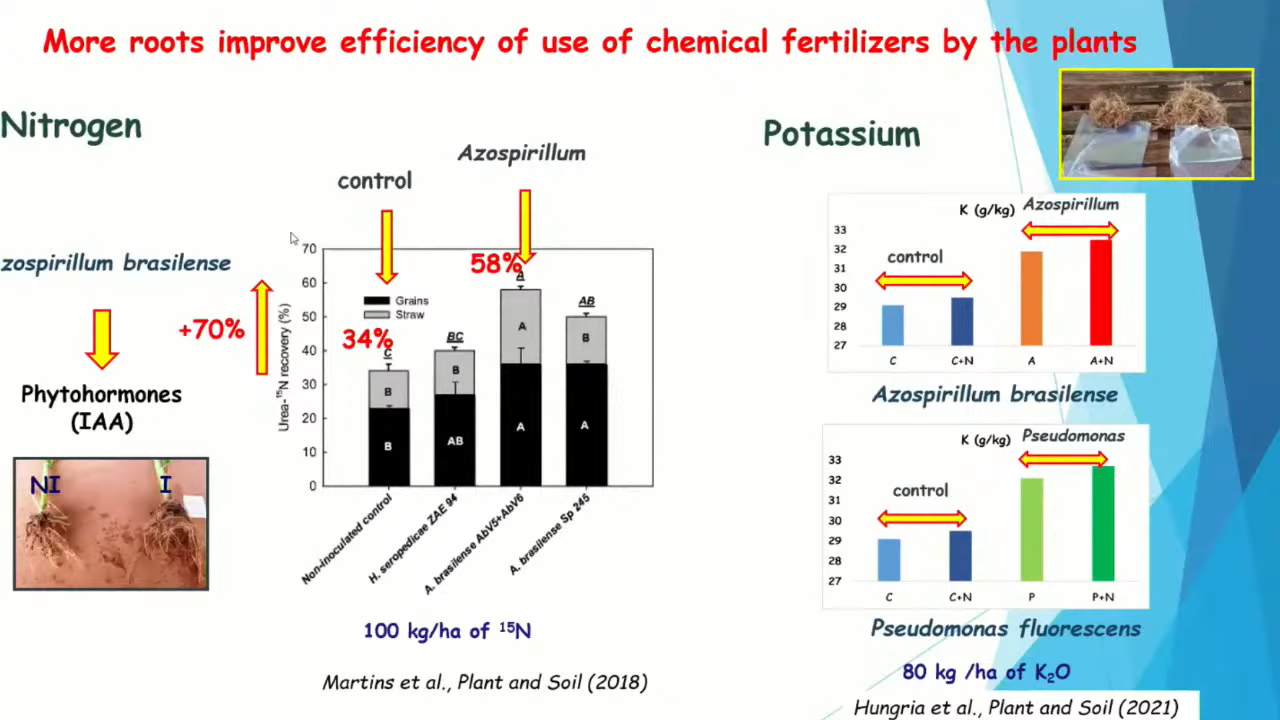 More roots improve efficiency of use of chemical fertilizers by the plants
Nitrogen
zospirillum brasilense
Phytohormones
(IAA)
NI I
+70%
control
Azospirillum
34%
58%
Urea-¹⁵N recovery (%)
70
60
50
40
30
20
10
0
Grains
Straw
C
B
B
BC
B
AB
A
A
A
AB
B
A
Non-inoculated control
H. seropedicae ZAE 94
A. brasilense AbV5+AbV6
A. brasilense Sp 245
100 kg/ha of ¹⁵N
Martins et al., Plant and Soil (2018)
Potassium
K (g/kg)
Azospirillum
control
33
32
31
30
29
28
27
C C+N A A+N
Azospirillum brasilense
K (g/kg)
Pseudomonas
control
33
32
31
30
29
28
27
C C+N P P+N
Pseudomonas fluorescens
80 kg /ha of K₂O
Hungria et al., Plant and Soil (2021)